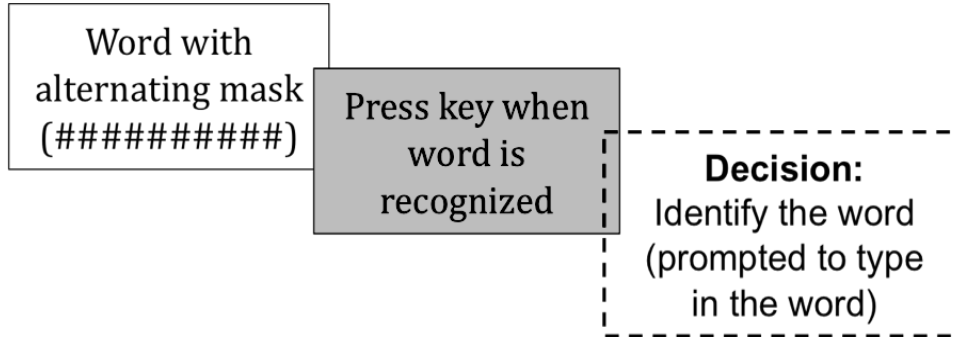 Word with
alternating mask
(##########)
Press key when
word is
recognized
Decision:
Identify the word
(prompted to type
in the word)